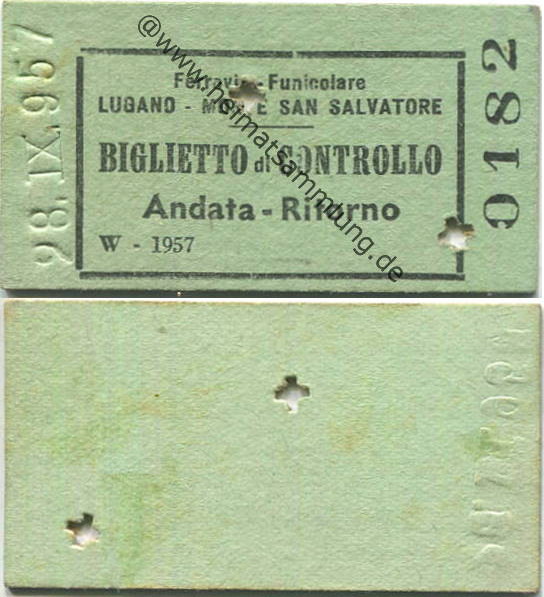 28.IX.957
Ferrovia-Funicolare
LUGANO - MONTE SAN SALVATORE
BIGLIETTO di CONTROLLO
Andata - Ritorno
W - 1957
0182
@www.heimatsammlung.de